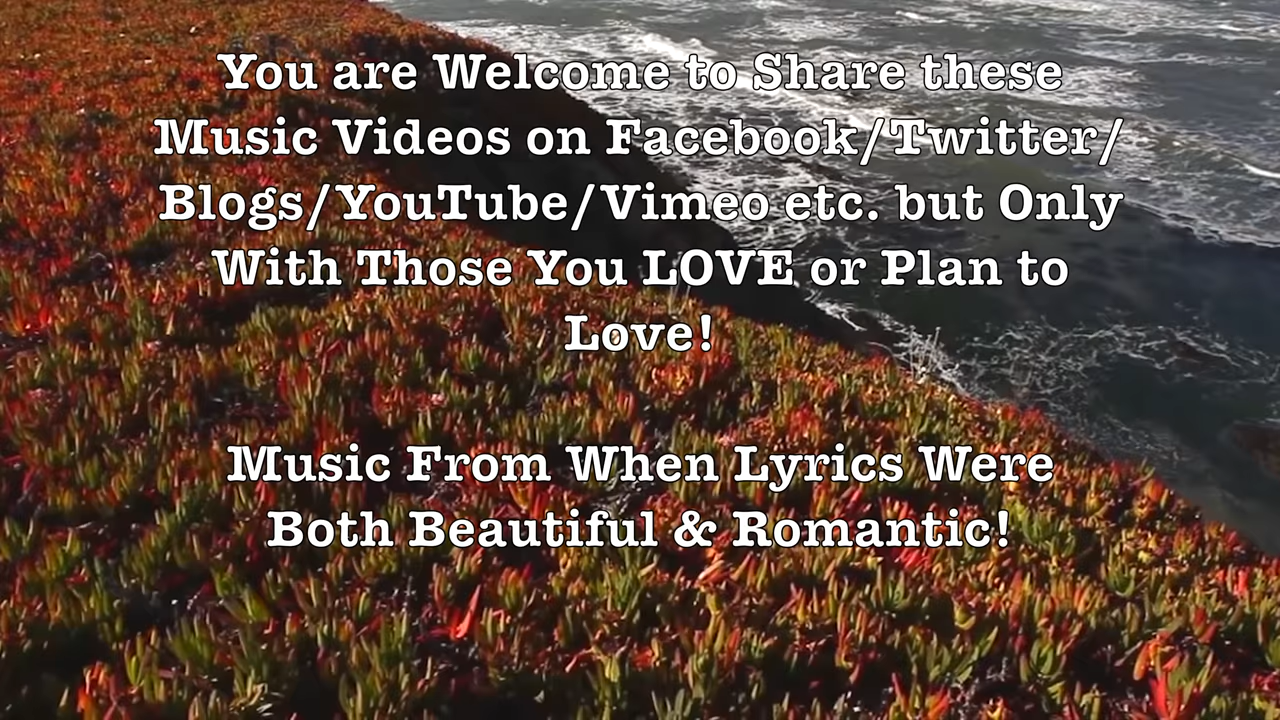 You are Welcome to Share these
Music Videos on Facebook/Twitter/
Blogs/YouTube/Vimeo etc. but Only
With Those You LOVE or Plan to
Love!
Music From When Lyrics Were
Both Beautiful & Romantic!